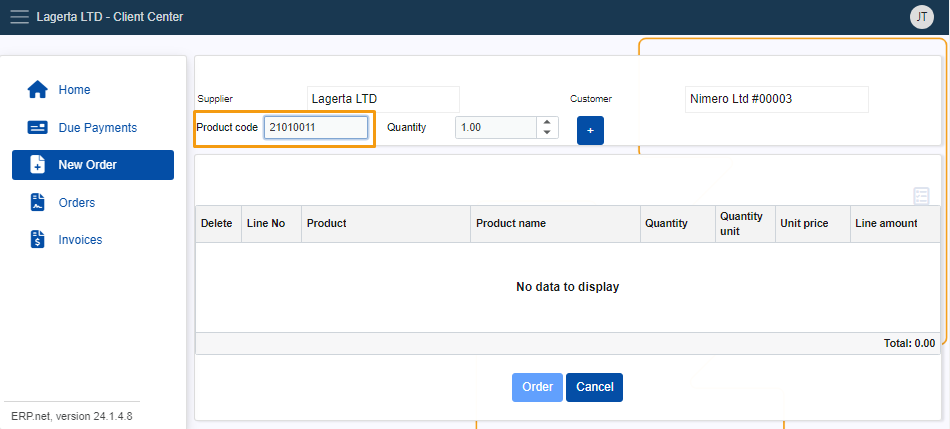 Lagerta LTD - Client Center
JT
Home
Due Payments
New Order
Orders
Invoices
ERP.net, version 24.1.4.8
Supplier Lagerta LTD Customer Nimero Ltd #00003
Product code 21010011 Quantity 1.00 +
Delete Line No Product Product name Quantity Quantity unit Unit price Line amount
No data to display
Total: 0.00
Order Cancel